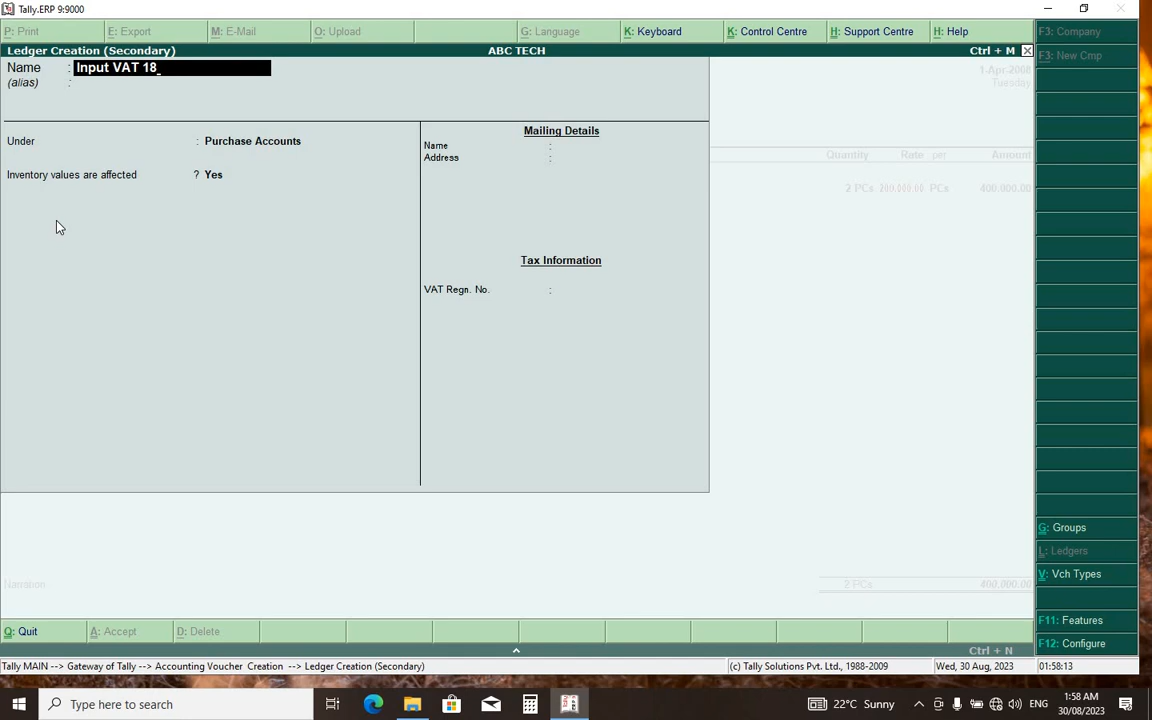 Tally.ERP 9:9000
P: Print E: Export M: E-Mail O: Upload G: Language K: Keyboard K: Control Centre H: Support Centre H: Help
F3: Company
Ledger Creation (Secondary) ABC TECH Ctrl + M
F3: New Cmp
Name : Input VAT 18
(alias) :
1-Apr-2008
Tuesday
Under : Purchase Accounts
Inventory values are affected ? Yes
Mailing Details
Name :
Address :
Quantity Rate per Amount
2 PCs 200,000.00 PCs 400,000.00
Tax Information
VAT Regn. No. :
G: Groups
L: Ledgers
V: Vch Types
Narration 2 PCs 400,000.00
F11: Features
Q: Quit A: Accept D: Delete
F12: Configure
Ctrl + N
Tally MAIN --> Gateway of Tally --> Accounting Voucher Creation --> Ledger Creation (Secondary) (c) Tally Solutions Pvt. Ltd., 1988-2009 Wed, 30 Aug, 2023 01:58:13
Type here to search 22°C Sunny ENG 1:58 AM
30/08/2023